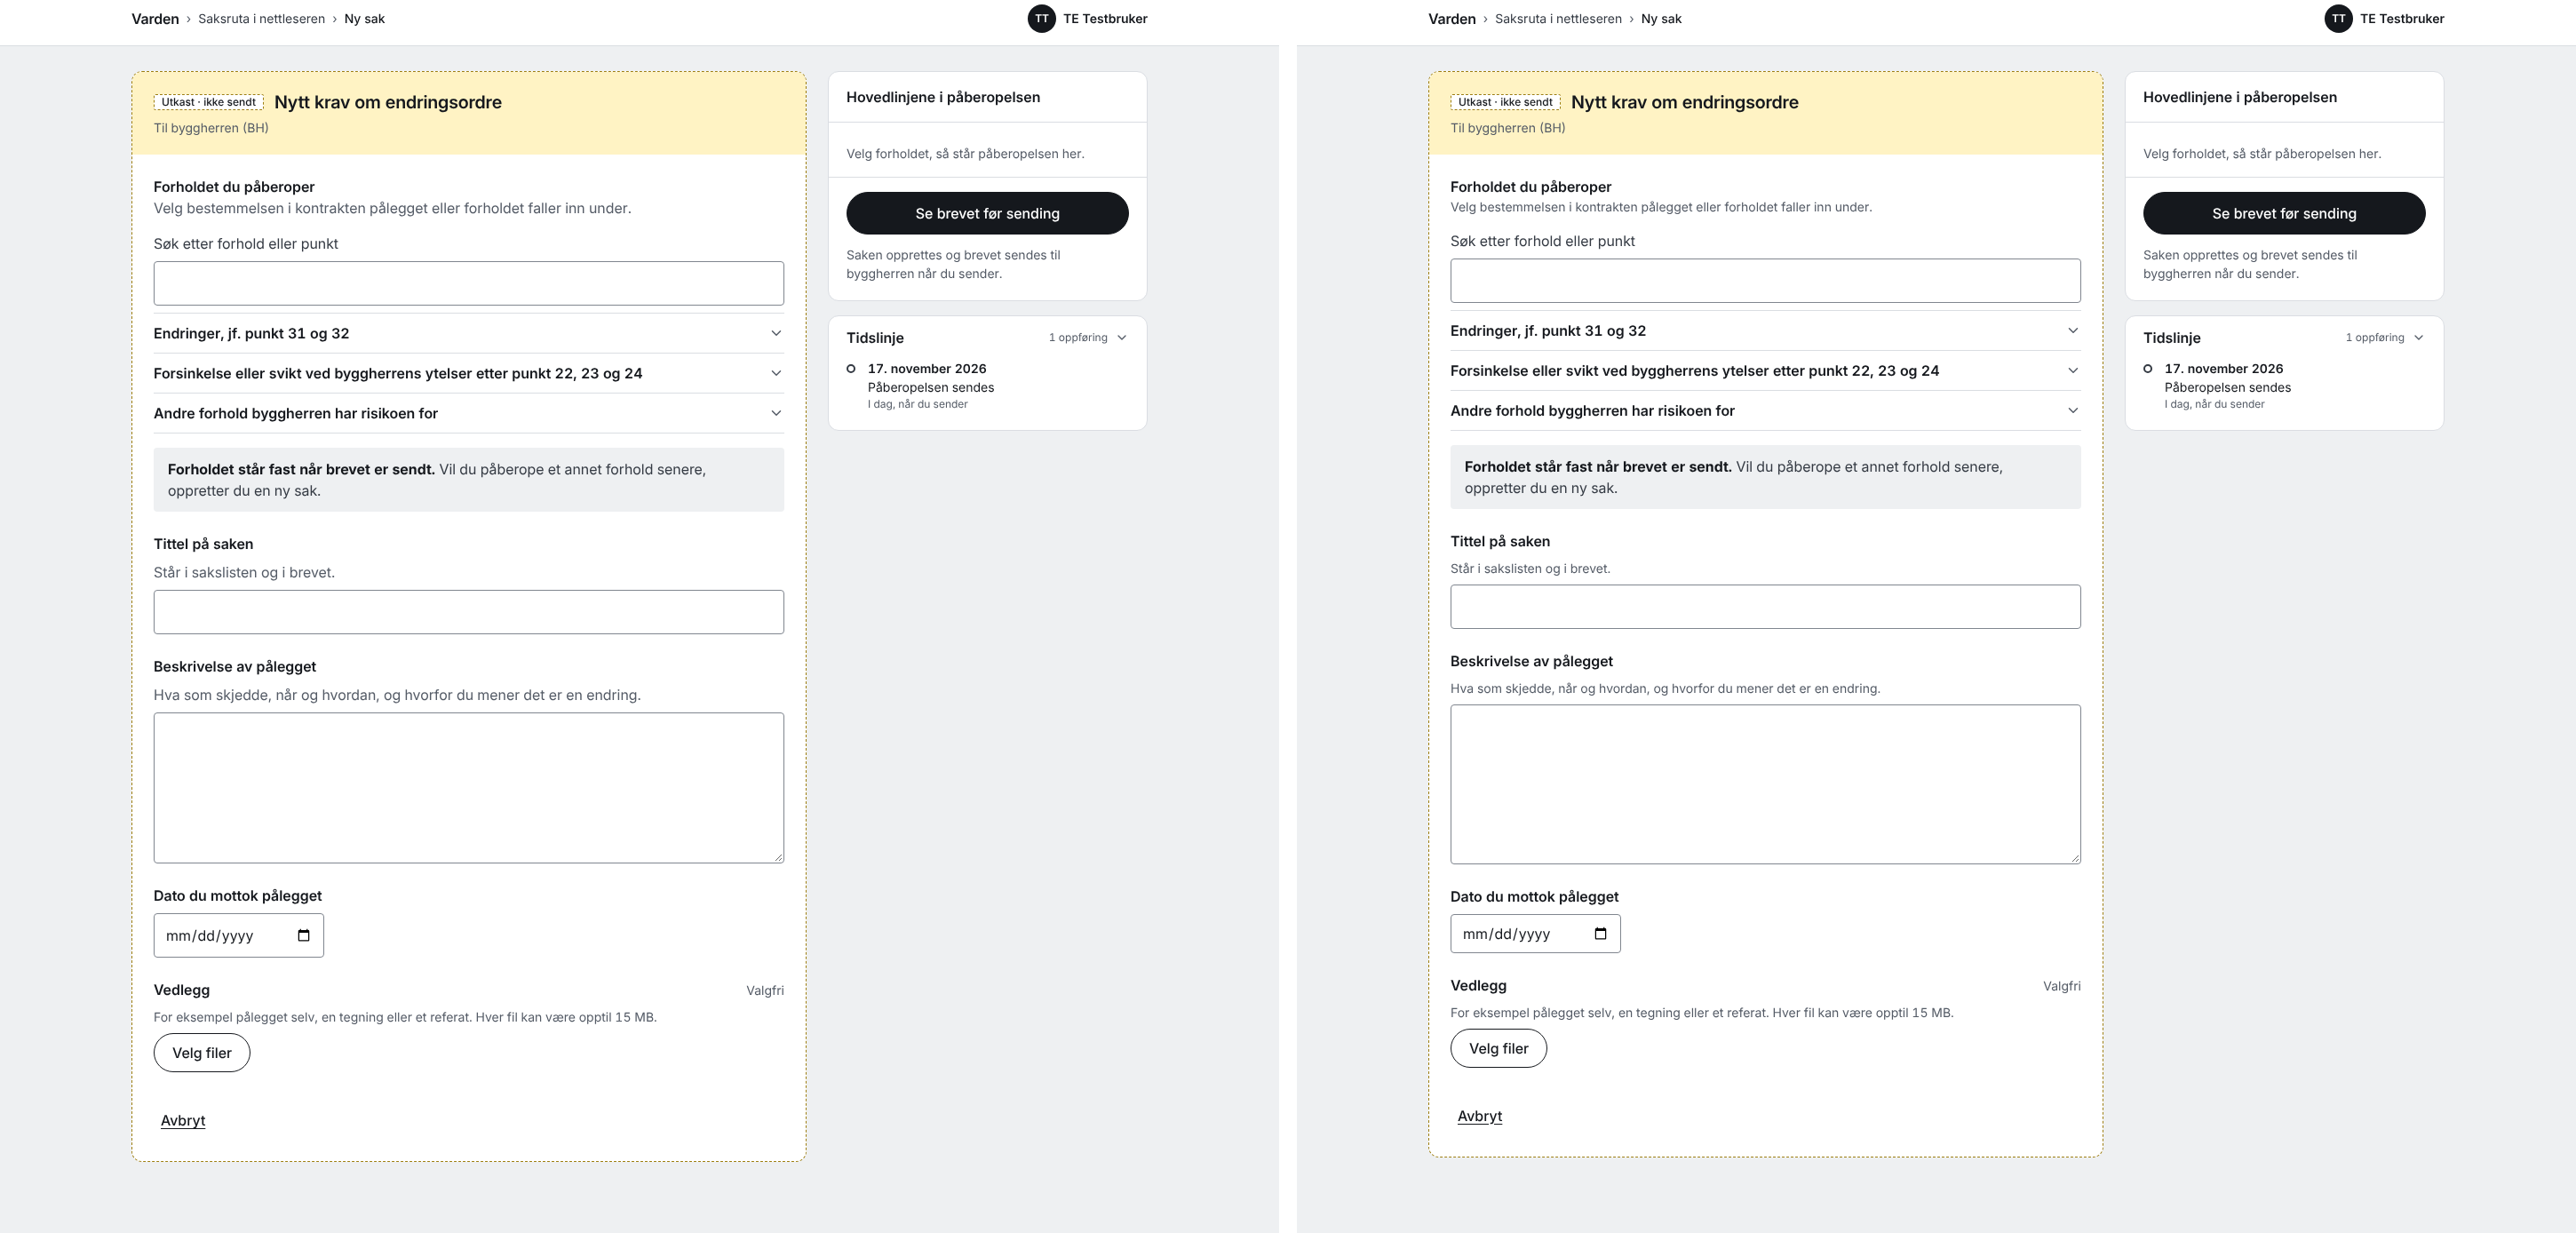 Varden › Saksruta i nettleseren › Ny sak
TT TE Testbruker
Utkast · ikke sendt Nytt krav om endringsordre
Til byggherren (BH)
Forholdet du påberoper
Velg bestemmelsen i kontrakten pålegget eller forholdet faller inn under.
Søk etter forhold eller punkt
Endringer, jf. punkt 31 og 32
Forsinkelse eller svikt ved byggherrens ytelser etter punkt 22, 23 og 24
Andre forhold byggherren har risikoen for
Forholdet står fast når brevet er sendt. Vil du påberope et annet forhold senere,
oppretter du en ny sak.
Tittel på saken
Står i sakslisten og i brevet.
Beskrivelse av pålegget
Hva som skjedde, når og hvordan, og hvorfor du mener det er en endring.
Dato du mottok pålegget
mm/dd/yyyy
Vedlegg Valgfri
For eksempel pålegget selv, en tegning eller et referat. Hver fil kan være opptil 15 MB.
Velg filer
Avbryt
Hovedlinjene i påberopelsen
Velg forholdet, så står påberopelsen her.
Se brevet før sending
Saken opprettes og brevet sendes til
byggherren når du sender.
Tidslinje 1 oppføring
17. november 2026
Påberopelsen sendes
I dag, når du sender
Varden › Saksruta i nettleseren › Ny sak
TT TE Testbruker
Utkast · ikke sendt Nytt krav om endringsordre
Til byggherren (BH)
Forholdet du påberoper
Velg bestemmelsen i kontrakten pålegget eller forholdet faller inn under.
Søk etter forhold eller punkt
Endringer, jf. punkt 31 og 32
Forsinkelse eller svikt ved byggherrens ytelser etter punkt 22, 23 og 24
Andre forhold byggherren har risikoen for
Forholdet står fast når brevet er sendt. Vil du påberope et annet forhold senere,
oppretter du en ny sak.
Tittel på saken
Står i sakslisten og i brevet.
Beskrivelse av pålegget
Hva som skjedde, når og hvordan, og hvorfor du mener det er en endring.
Dato du mottok pålegget
mm/dd/yyyy
Vedlegg Valgfri
For eksempel pålegget selv, en tegning eller et referat. Hver fil kan være opptil 15 MB.
Velg filer
Avbryt
Hovedlinjene i påberopelsen
Velg forholdet, så står påberopelsen her.
Se brevet før sending
Saken opprettes og brevet sendes til
byggherren når du sender.
Tidslinje 1 oppføring
17. november 2026
Påberopelsen sendes
I dag, når du sender